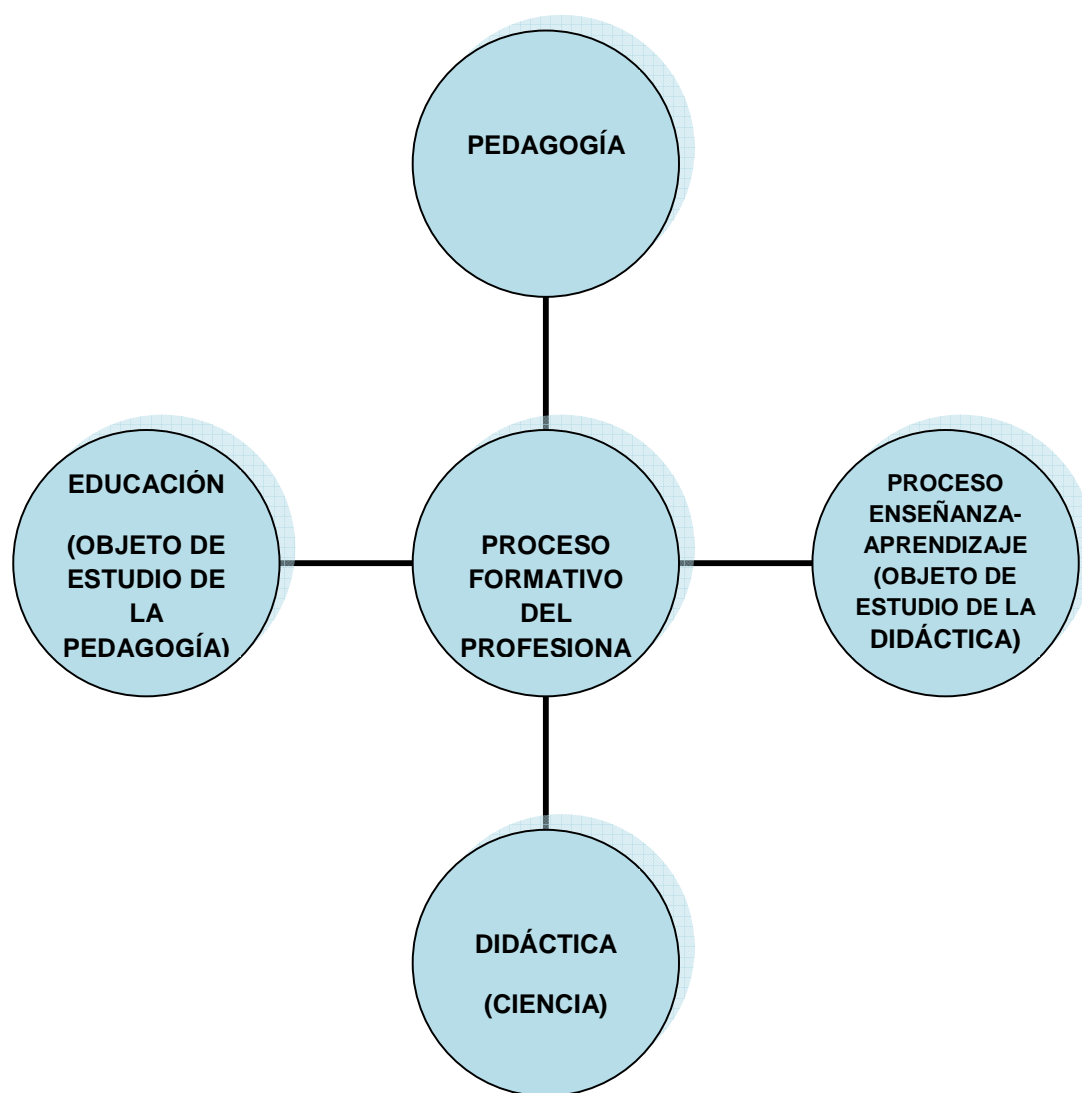 PEDAGOGÍA
EDUCACIÓN
(OBJETO DE
ESTUDIO DE
LA
PEDAGOGÍA)
PROCESO
FORMATIVO
DEL
PROFESIONA
PROCESO
ENSEÑANZA-
APRENDIZAJE
(OBJETO DE
ESTUDIO DE LA
DIDÁCTICA)
DIDÁCTICA
(CIENCIA)